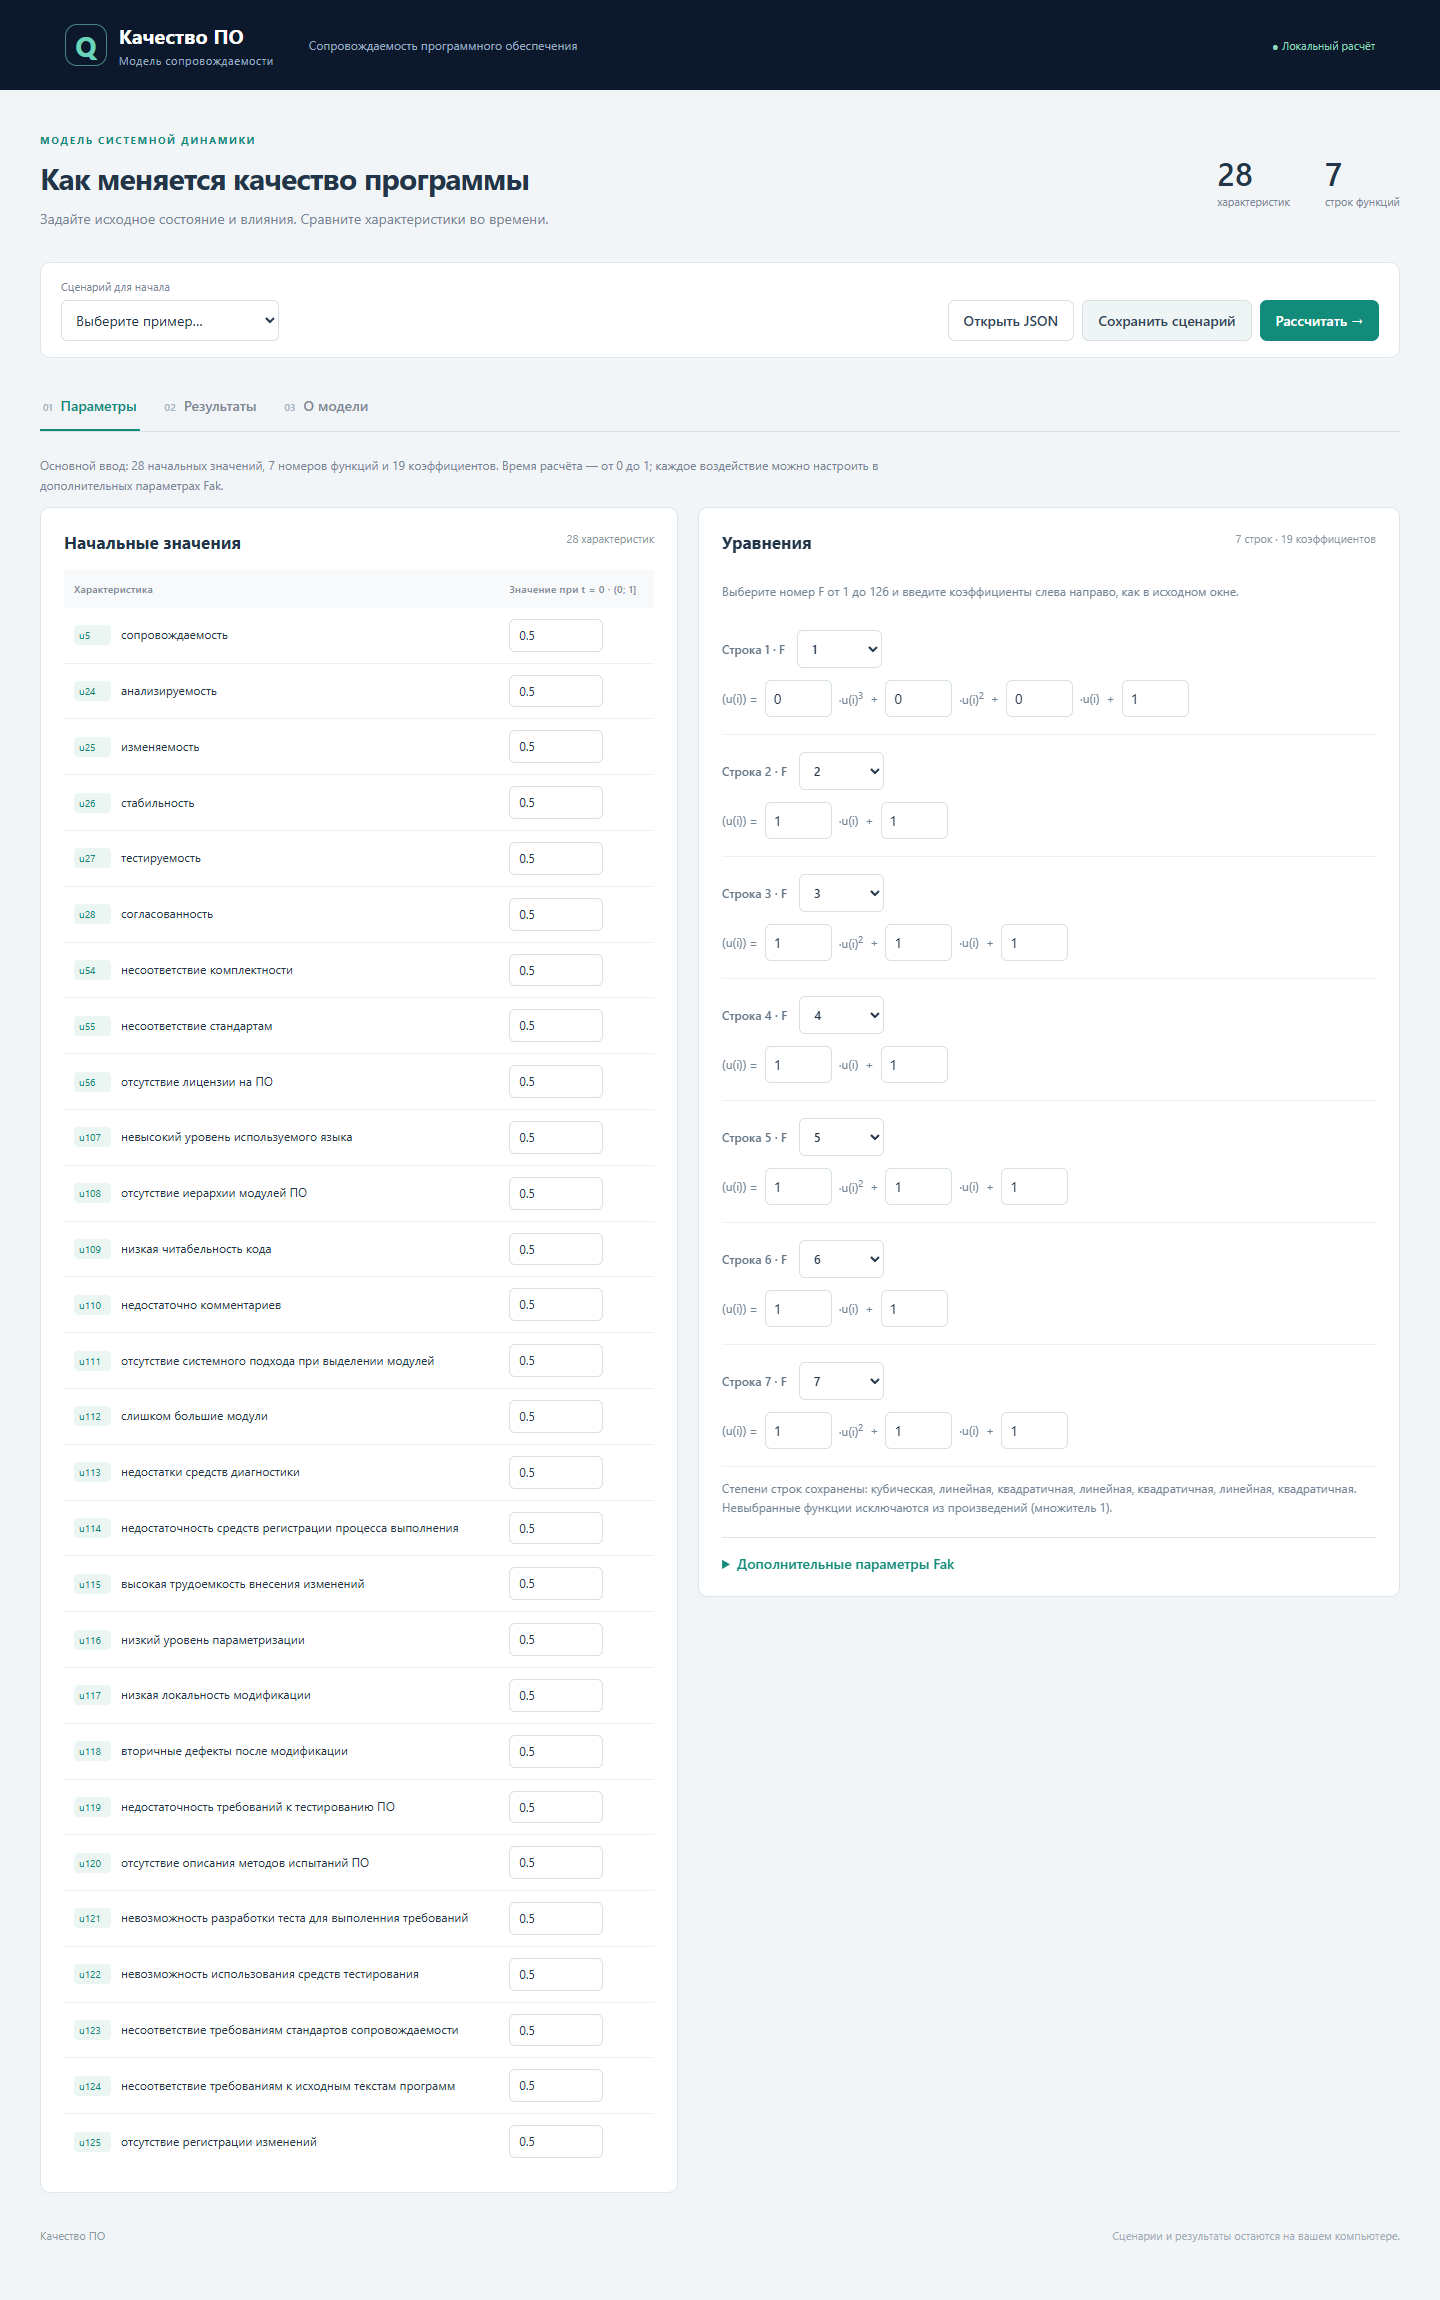 Q
Качество ПО
Модель сопровождаемости
Сопровождаемость программного обеспечения
● Локальный расчёт
МОДЕЛЬ СИСТЕМНОЙ ДИНАМИКИ
Как меняется качество программы
Задайте исходное состояние и влияния. Сравните характеристики во времени.
28
характеристик
7
строк функций
Сценарий для начала
Выберите пример...
Открыть JSON
Сохранить сценарий
Рассчитать →
01 Параметры
02 Результаты
03 О модели
Основной ввод: 28 начальных значений, 7 номеров функций и 19 коэффициентов. Время расчёта — от 0 до 1; каждое воздействие можно настроить в
дополнительных параметрах Fak.
Начальные значения
28 характеристик
Характеристика Значение при t = 0 · (0; 1]
u5 сопровождаемость 0.5
u24 анализируемость 0.5
u25 изменяемость 0.5
u26 стабильность 0.5
u27 тестируемость 0.5
u28 согласованность 0.5
u54 несоответствие комплектности 0.5
u55 несоответствие стандартам 0.5
u56 отсутствие лицензии на ПО 0.5
u107 невысокий уровень используемого языка 0.5
u108 отсутствие иерархии модулей ПО 0.5
u109 низкая читабельность кода 0.5
u110 недостаточно комментариев 0.5
u111 отсутствие системного подхода при выделении модулей 0.5
u112 слишком большие модули 0.5
u113 недостатки средств диагностики 0.5
u114 недостаточность средств регистрации процесса выполнения 0.5
u115 высокая трудоемкость внесения изменений 0.5
u116 низкий уровень параметризации 0.5
u117 низкая локальность модификации 0.5
u118 вторичные дефекты после модификации 0.5
u119 недостаточность требований к тестированию ПО 0.5
u120 отсутствие описания методов испытаний ПО 0.5
u121 невозможность разработки теста для выполенния требований 0.5
u122 невозможность использования средств тестирования 0.5
u123 несоответствие требованиям стандартов сопровождаемости 0.5
u124 несоответствие требованиям к исходным текстам программ 0.5
u125 отсутствие регистрации изменений 0.5
Уравнения
7 строк · 19 коэффициентов
Выберите номер F от 1 до 126 и введите коэффициенты слева направо, как в исходном окне.
Строка 1 · F 1
(u(i)) = 0 ·u(i)³ + 0 ·u(i)² + 0 ·u(i) + 1
Строка 2 · F 2
(u(i)) = 1 ·u(i) + 1
Строка 3 · F 3
(u(i)) = 1 ·u(i)² + 1 ·u(i) + 1
Строка 4 · F 4
(u(i)) = 1 ·u(i) + 1
Строка 5 · F 5
(u(i)) = 1 ·u(i)² + 1 ·u(i) + 1
Строка 6 · F 6
(u(i)) = 1 ·u(i) + 1
Строка 7 · F 7
(u(i)) = 1 ·u(i)² + 1 ·u(i) + 1
Степени строк сохранены: кубическая, линейная, квадратичная, линейная, квадратичная, линейная, квадратичная.
Невыбранные функции исключаются из произведений (множитель 1).
▶ Дополнительные параметры Fak
Качество ПО
Сценарии и результаты остаются на вашем компьютере.